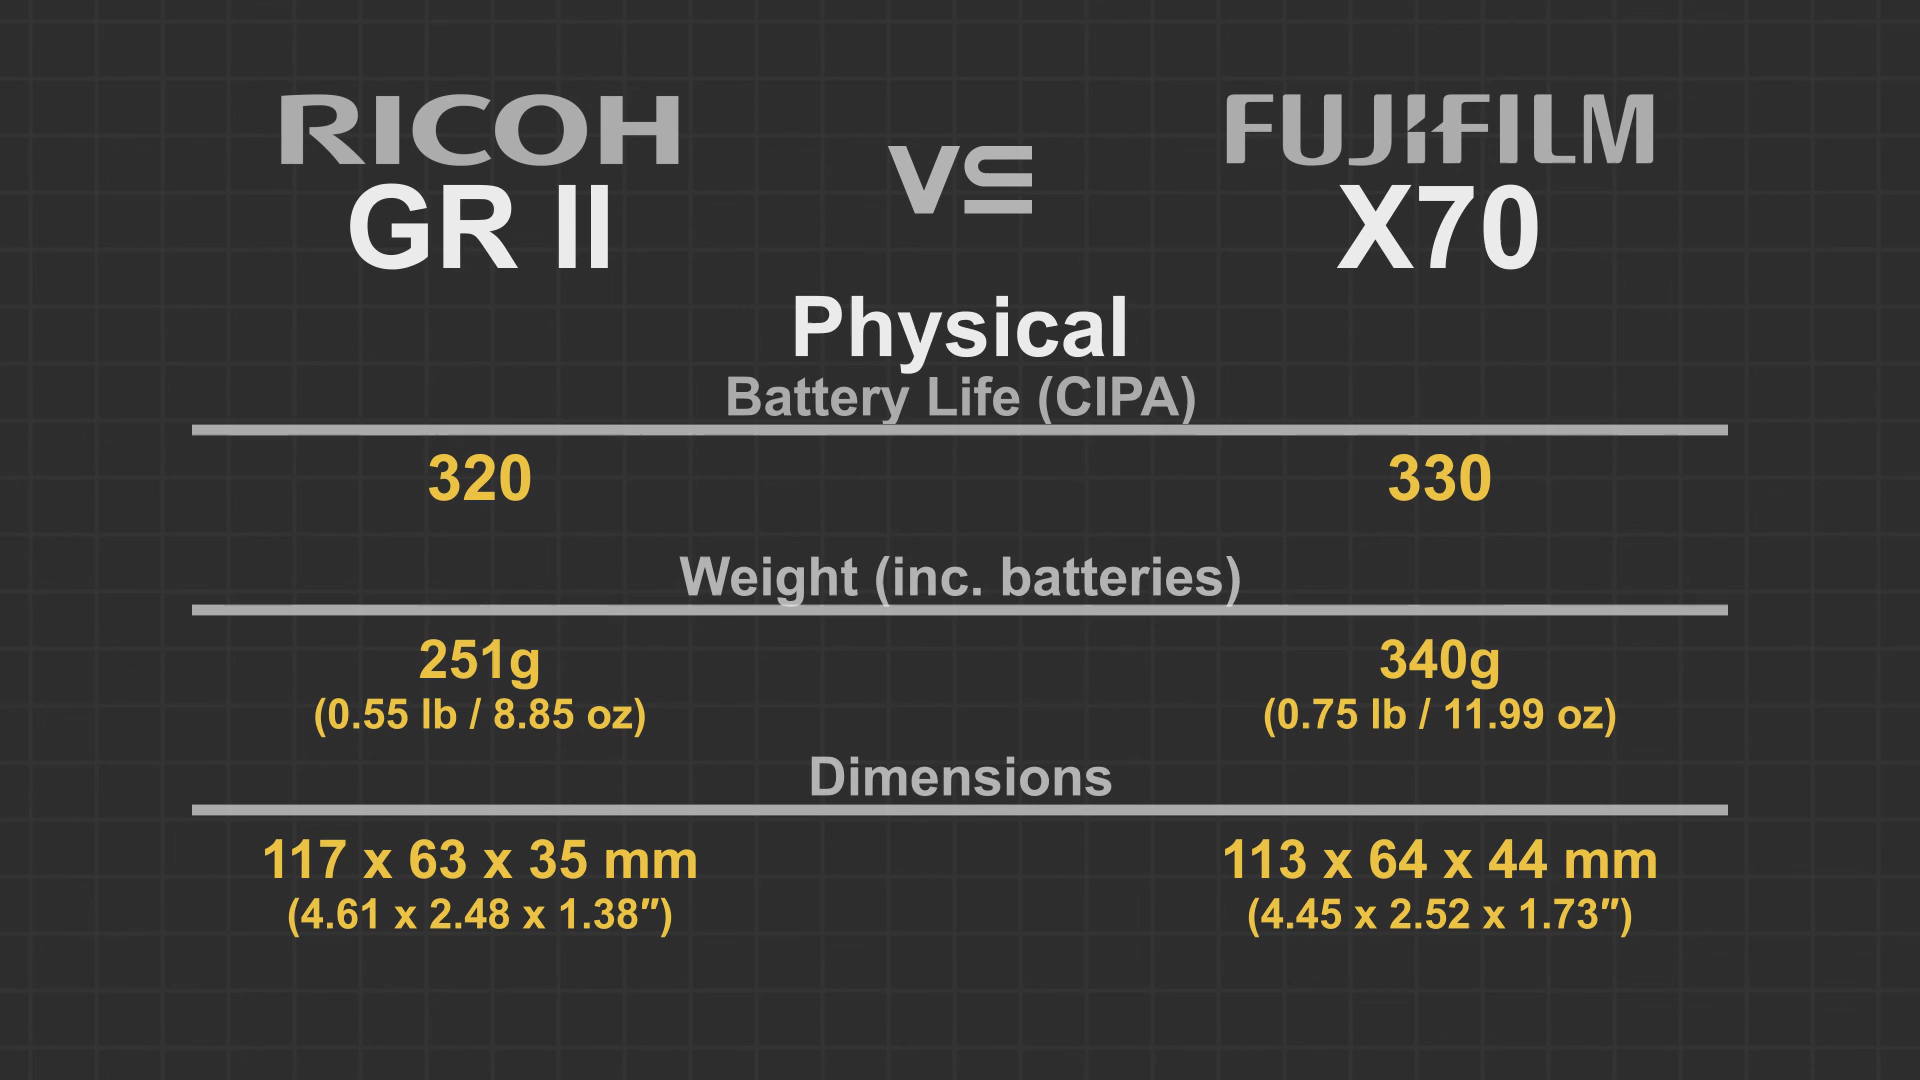 RICOH VS FUJIFILM
GR II X70
Physical
Battery Life (CIPA)
320 330
Weight (inc. batteries)
251g 340g
(0.55 lb / 8.85 oz) (0.75 lb / 11.99 oz)
Dimensions
117 x 63 x 35 mm 113 x 64 x 44 mm
(4.61 x 2.48 x 1.38″) (4.45 x 2.52 x 1.73″)